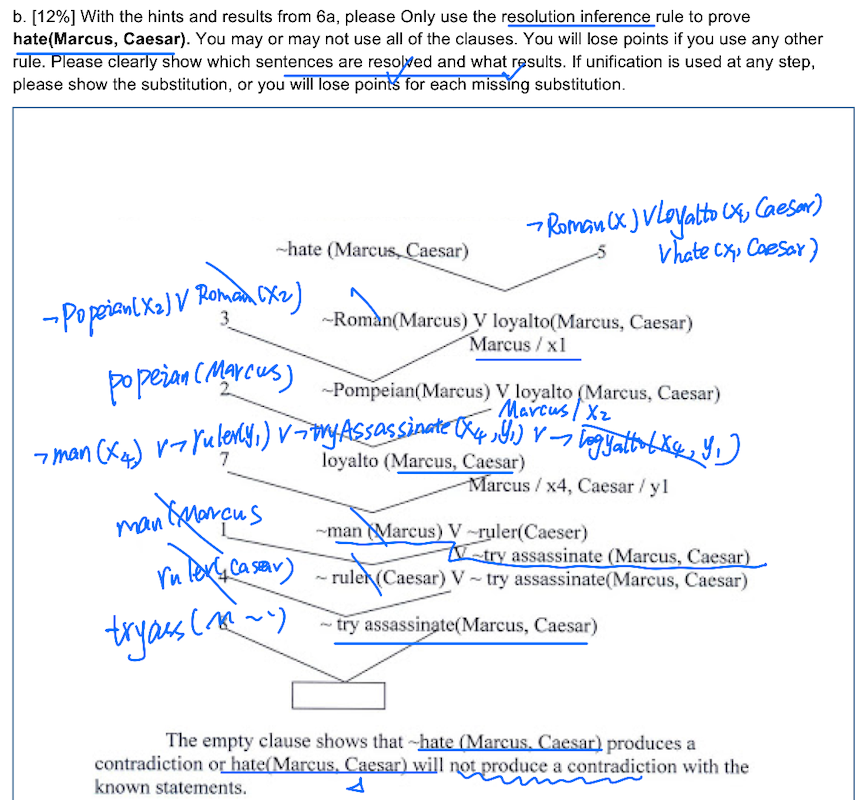 b. [12%] With the hints and results from 6a, please Only use the resolution inference rule to prove
hate(Marcus, Caesar). You may or may not use all of the clauses. You will lose points if you use any other
rule. Please clearly show which sentences are resolved and what results. If unification is used at any step,
please show the substitution, or you will lose points for each missing substitution.
¬Roman(x) V Loyalto(x1, Caesar)
~hate (Marcus, Caesar)
5
V hate (x1, Caesar)
¬Popeian(x2) V Roman(x2)
3
~Roman(Marcus) V loyalto(Marcus, Caesar)
Marcus / x1
popeian (Marcus)
2
~Pompeian(Marcus) V loyalto (Marcus, Caesar)
Marcus / x2
¬man(x4) V ¬ruler(y1) V ¬tryAssassinate(x4, y1) V ¬logyalto(x4, y1)
7
loyalto (Marcus, Caesar)
Marcus / x4, Caesar / y1
man(Marcus
1
~man (Marcus) V ~ruler(Caeser)
V ~try assassinate (Marcus, Caesar)
ruler(casar)
4
~ ruler(Caesar) V ~ try assassinate(Marcus, Caesar)
tryass(M ~~)
~ try assassinate(Marcus, Caesar)
The empty clause shows that ~hate (Marcus, Caesar) produces a
contradiction or hate(Marcus, Caesar) will not produce a contradiction with the
known statements.